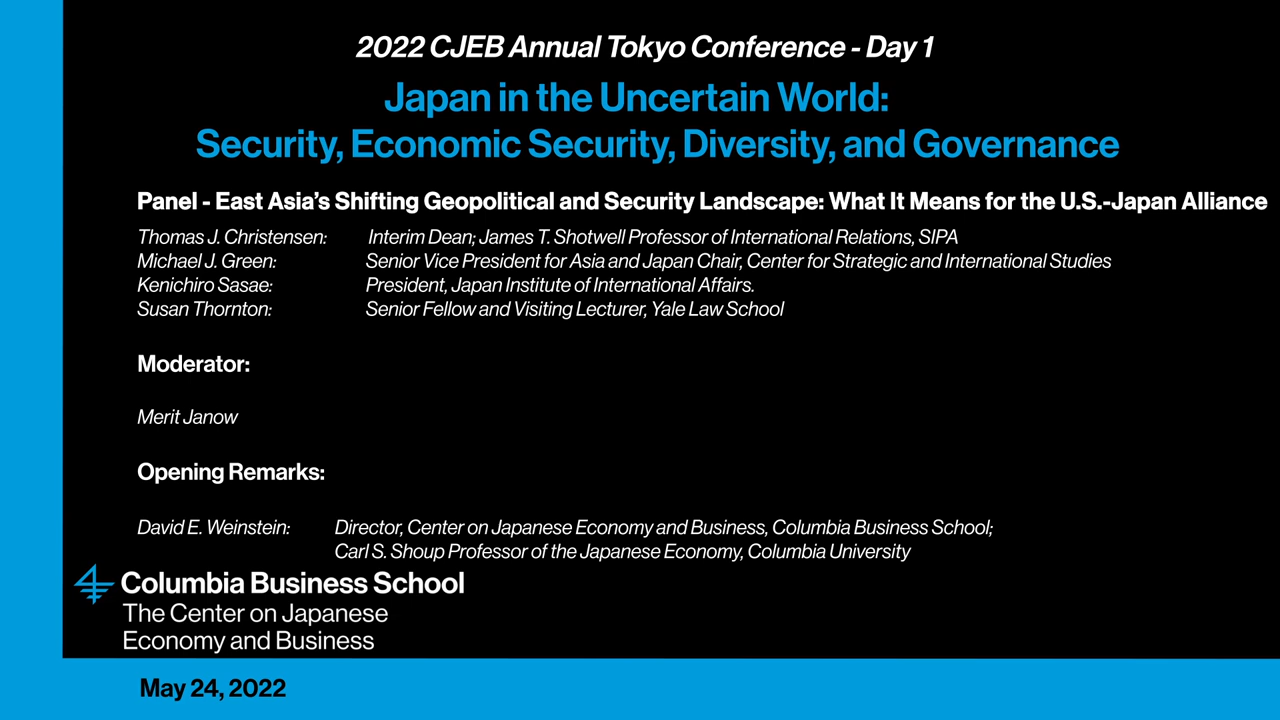 2022 CJEB Annual Tokyo Conference - Day 1
Japan in the Uncertain World:
Security, Economic Security, Diversity, and Governance
Panel - East Asia's Shifting Geopolitical and Security Landscape: What It Means for the U.S.-Japan Alliance
Thomas J. Christensen: Interim Dean; James T. Shotwell Professor of International Relations, SIPA
Michael J. Green: Senior Vice President for Asia and Japan Chair, Center for Strategic and International Studies
Kenichiro Sasae: President, Japan Institute of International Affairs.
Susan Thornton: Senior Fellow and Visiting Lecturer, Yale Law School
Moderator:
Merit Janow
Opening Remarks:
David E. Weinstein: Director, Center on Japanese Economy and Business, Columbia Business School;
Carl S. Shoup Professor of the Japanese Economy, Columbia University
Columbia Business School
The Center on Japanese
Economy and Business
May 24, 2022